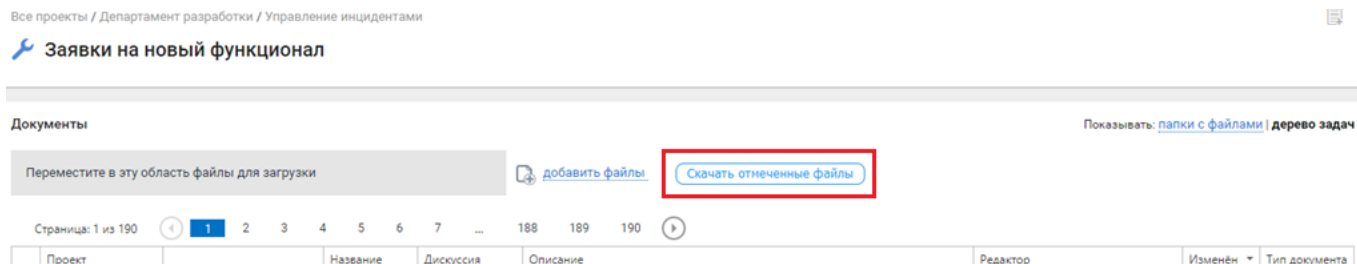 Все проекты / Департамент разработки / Управление инцидентами
Заявки на новый функционал
Документы
Показывать: папки с файлами | дерево задач
Переместите в эту область файлы для загрузки
добавить файлы
Скачать отмеченные файлы
Страница: 1 из 190 1 2 3 4 5 6 7 ... 188 189 190
Проект Название Дискуссия Описание Редактор Изменён Тип документа